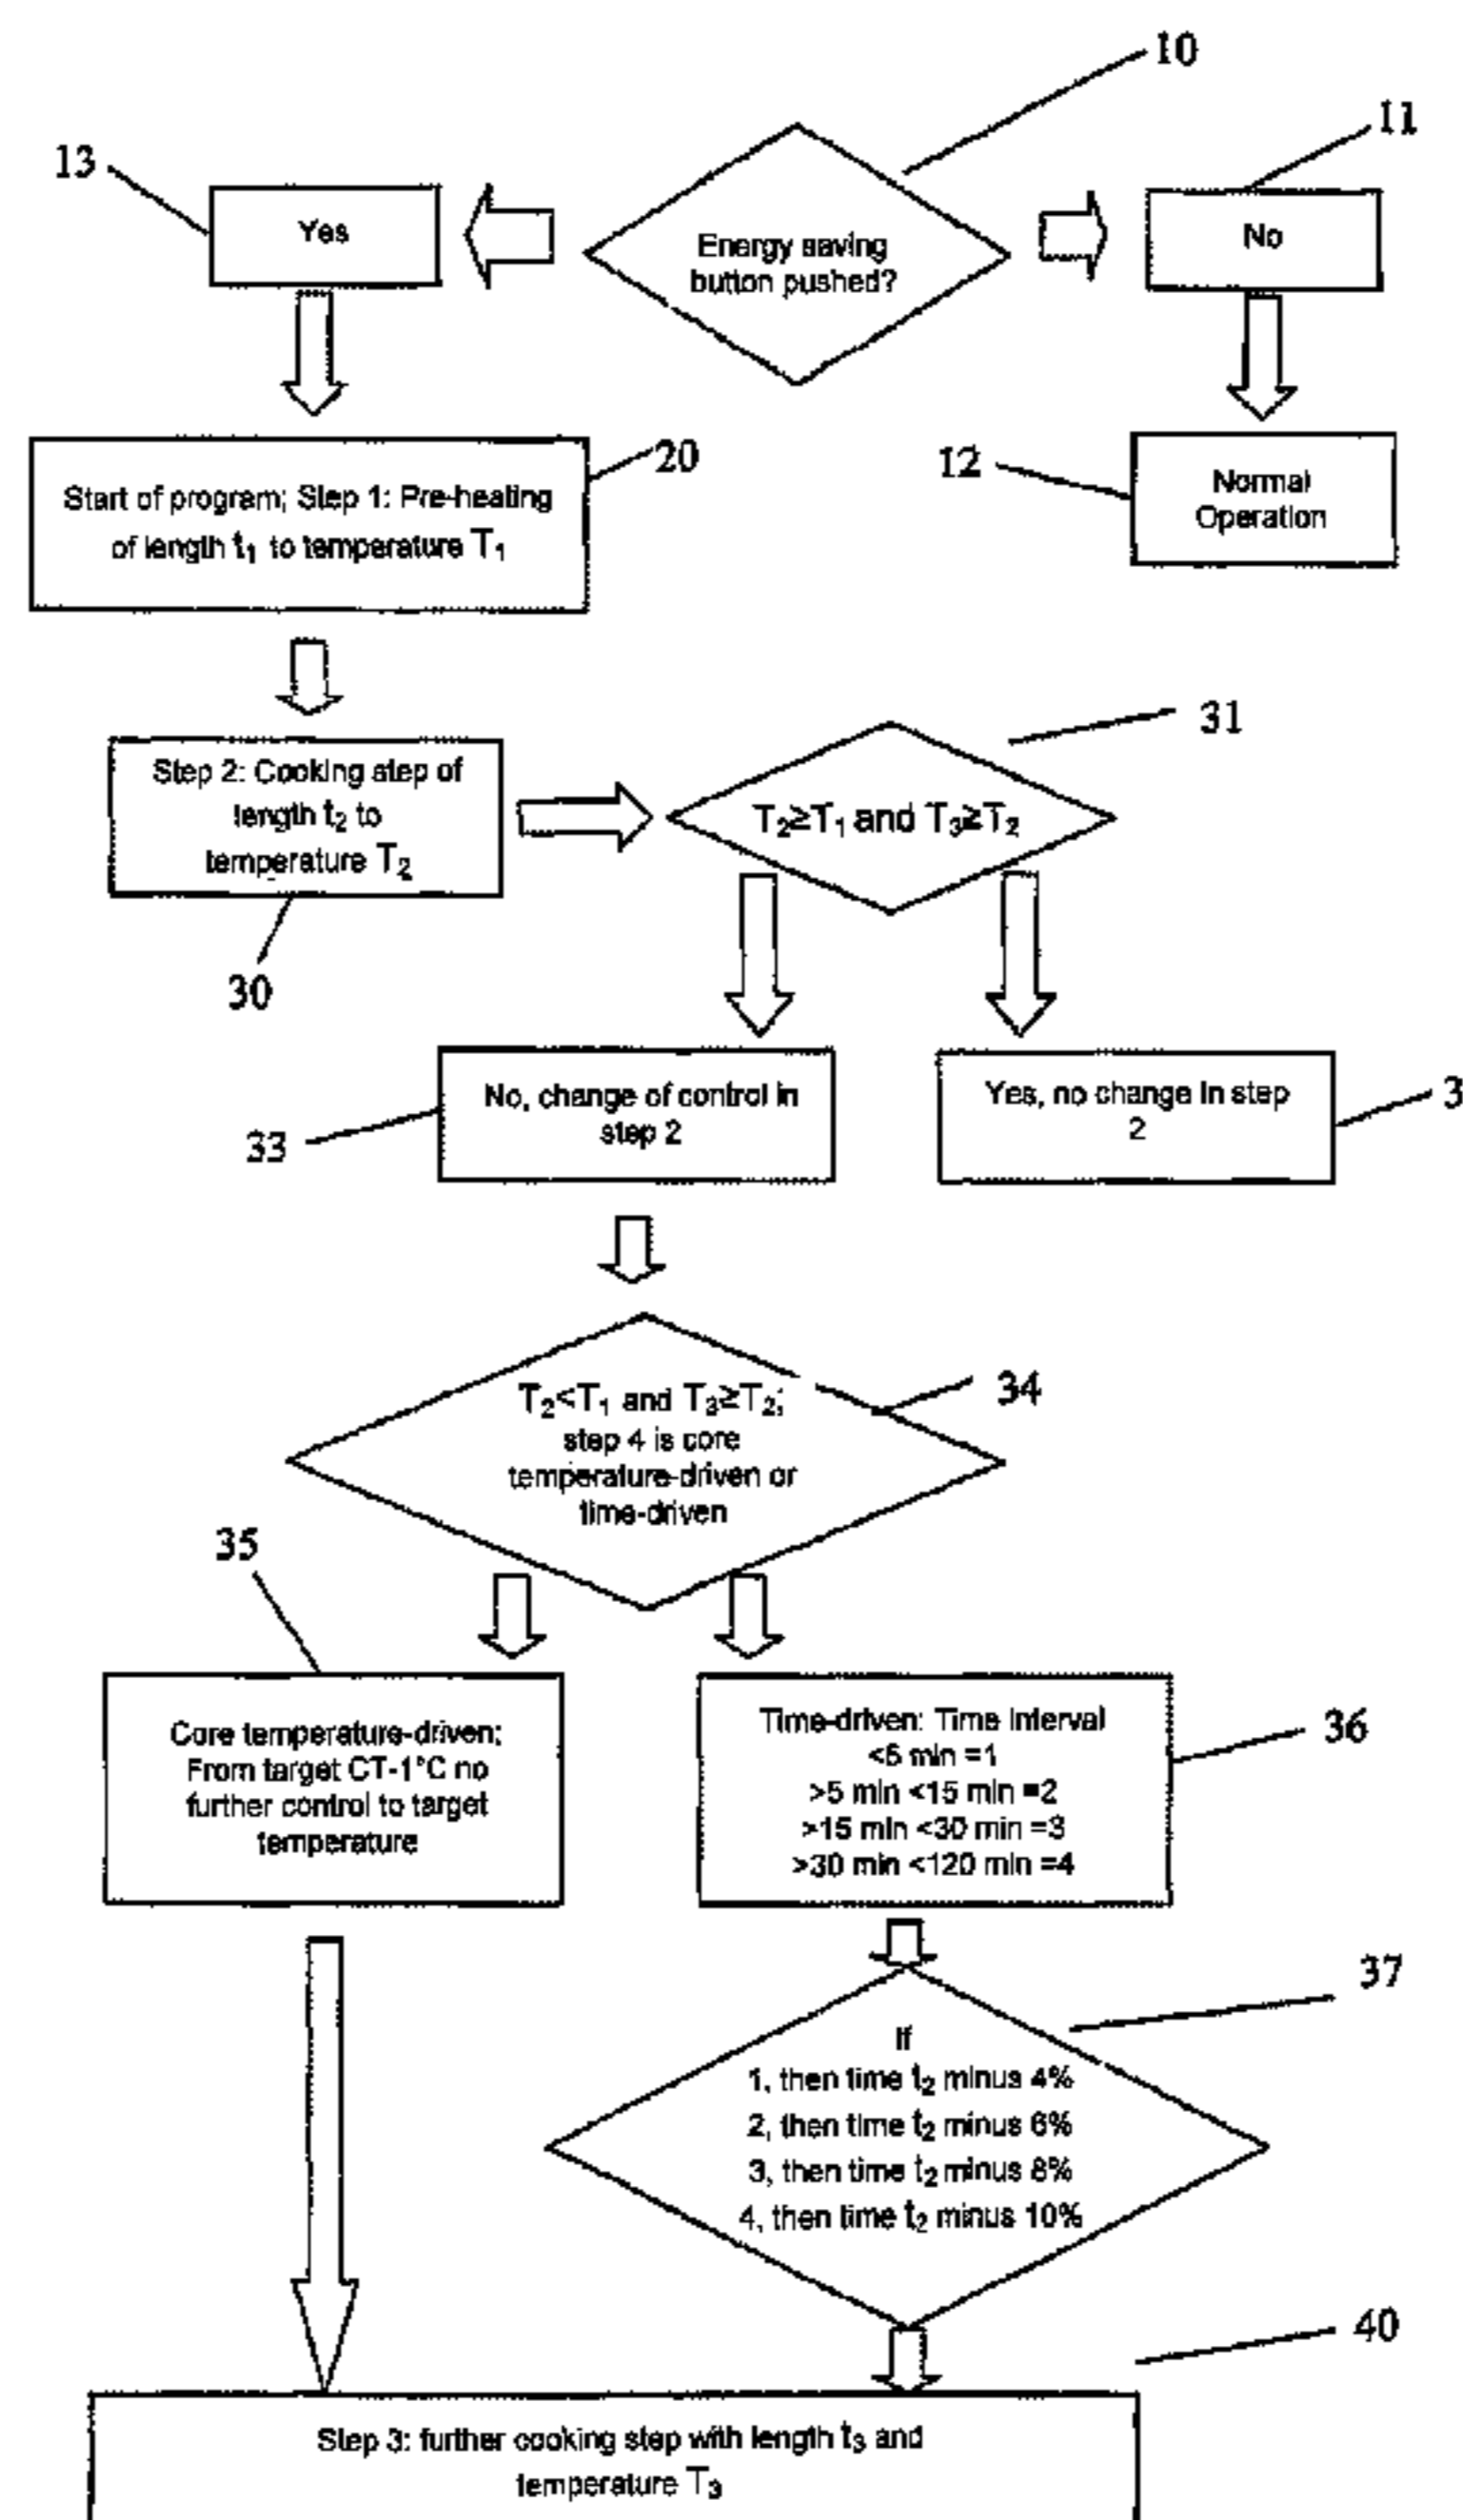 10
11
13
Yes
Energy saving
button pushed?
No
20
12
Start of program; Step 1: Pre-heating
of length t₁ to temperature T₁
Normal
Operation
31
Step 2: Cooking step of
length t₂ to
temperature T₂
T₂≥T₁ and T₃≥T₂
30
No, change of control in
step 2
Yes, no change in step
2
3
33
T₂<T₁ and T₃≥T₂;
step 4 is core
temperature-driven or
time-driven
34
35
Core temperature-driven;
From target CT-1°C no
further control to target
temperature
Time-driven: Time interval
<5 min =1
>5 min <15 min =2
>15 min <30 min =3
>30 min <120 min =4
36
37
If
1, then time t₂ minus 4%
2, then time t₂ minus 6%
3, then time t₂ minus 8%
4, then time t₂ minus 10%
40
Step 3: further cooking step with length t₃ and
temperature T₃